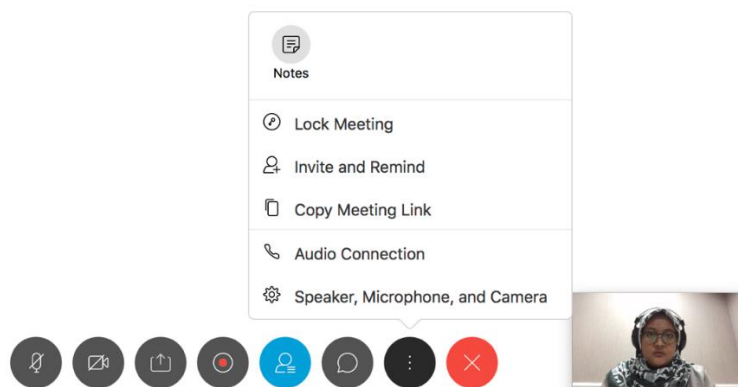 Notes
Lock Meeting
Invite and Remind
Copy Meeting Link
Audio Connection
Speaker, Microphone, and Camera